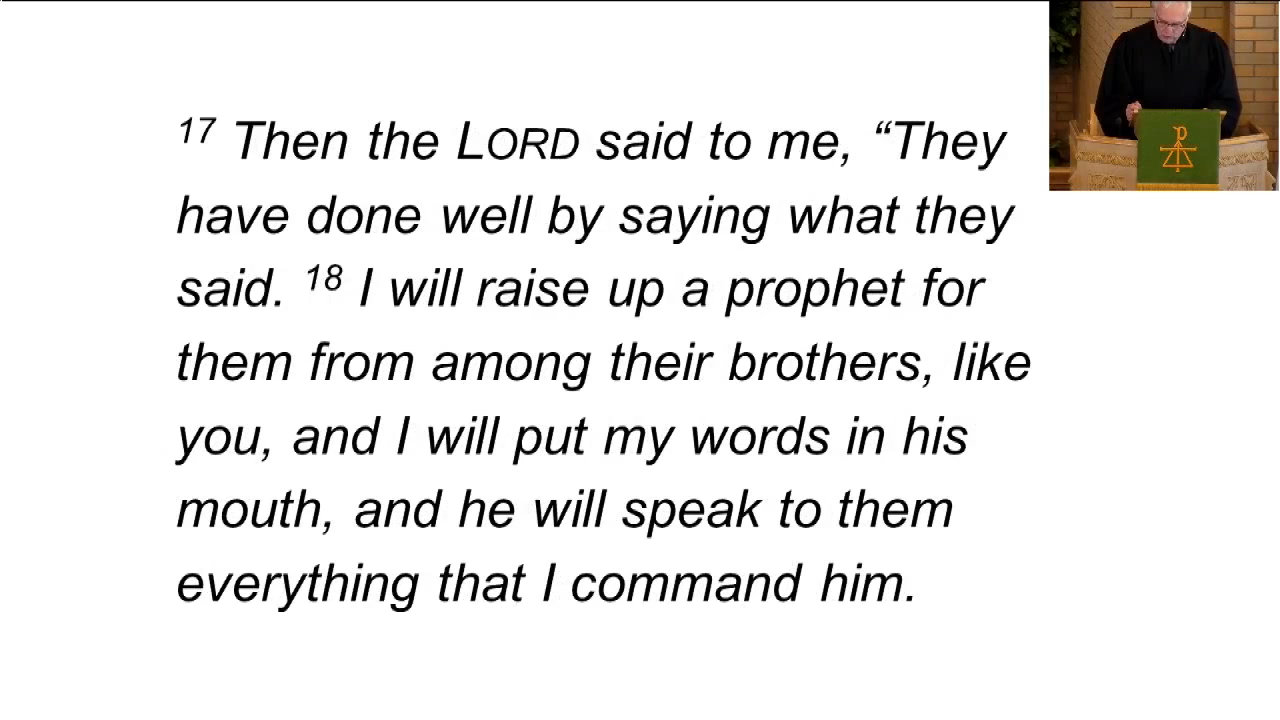 17 Then the LORD said to me, “They
have done well by saying what they
said. 18 I will raise up a prophet for
them from among their brothers, like
you, and I will put my words in his
mouth, and he will speak to them
everything that I command him.